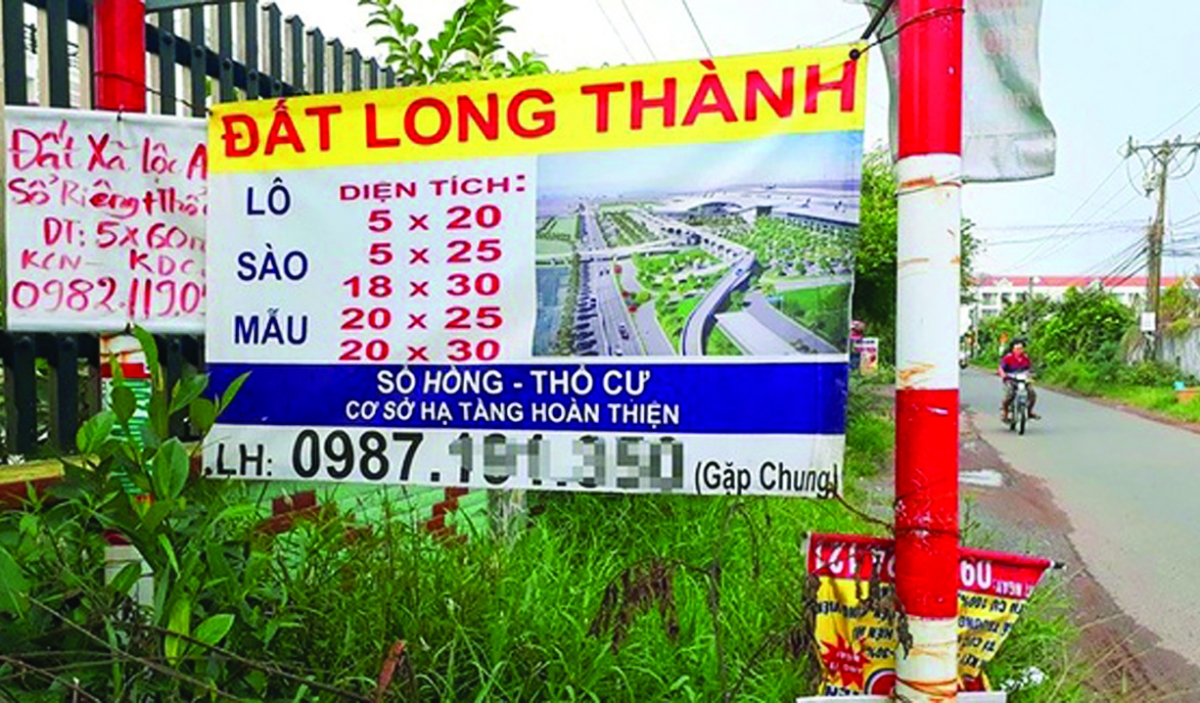 ĐẤT LONG THÀNH
LÔ
SÀO
MẪU
DIỆN TÍCH:
5 x 20
5 x 25
18 x 30
20 x 25
20 x 30
SỔ HỒNG - THỔ CƯ
CƠ SỞ HẠ TẦNG HOÀN THIỆN
LH: 0987. (Gặp Chung)
Đất Xã Lộc A
Sổ Riêng + Thổ
DT: 5x60m
KCN - KDC
0982.119.0